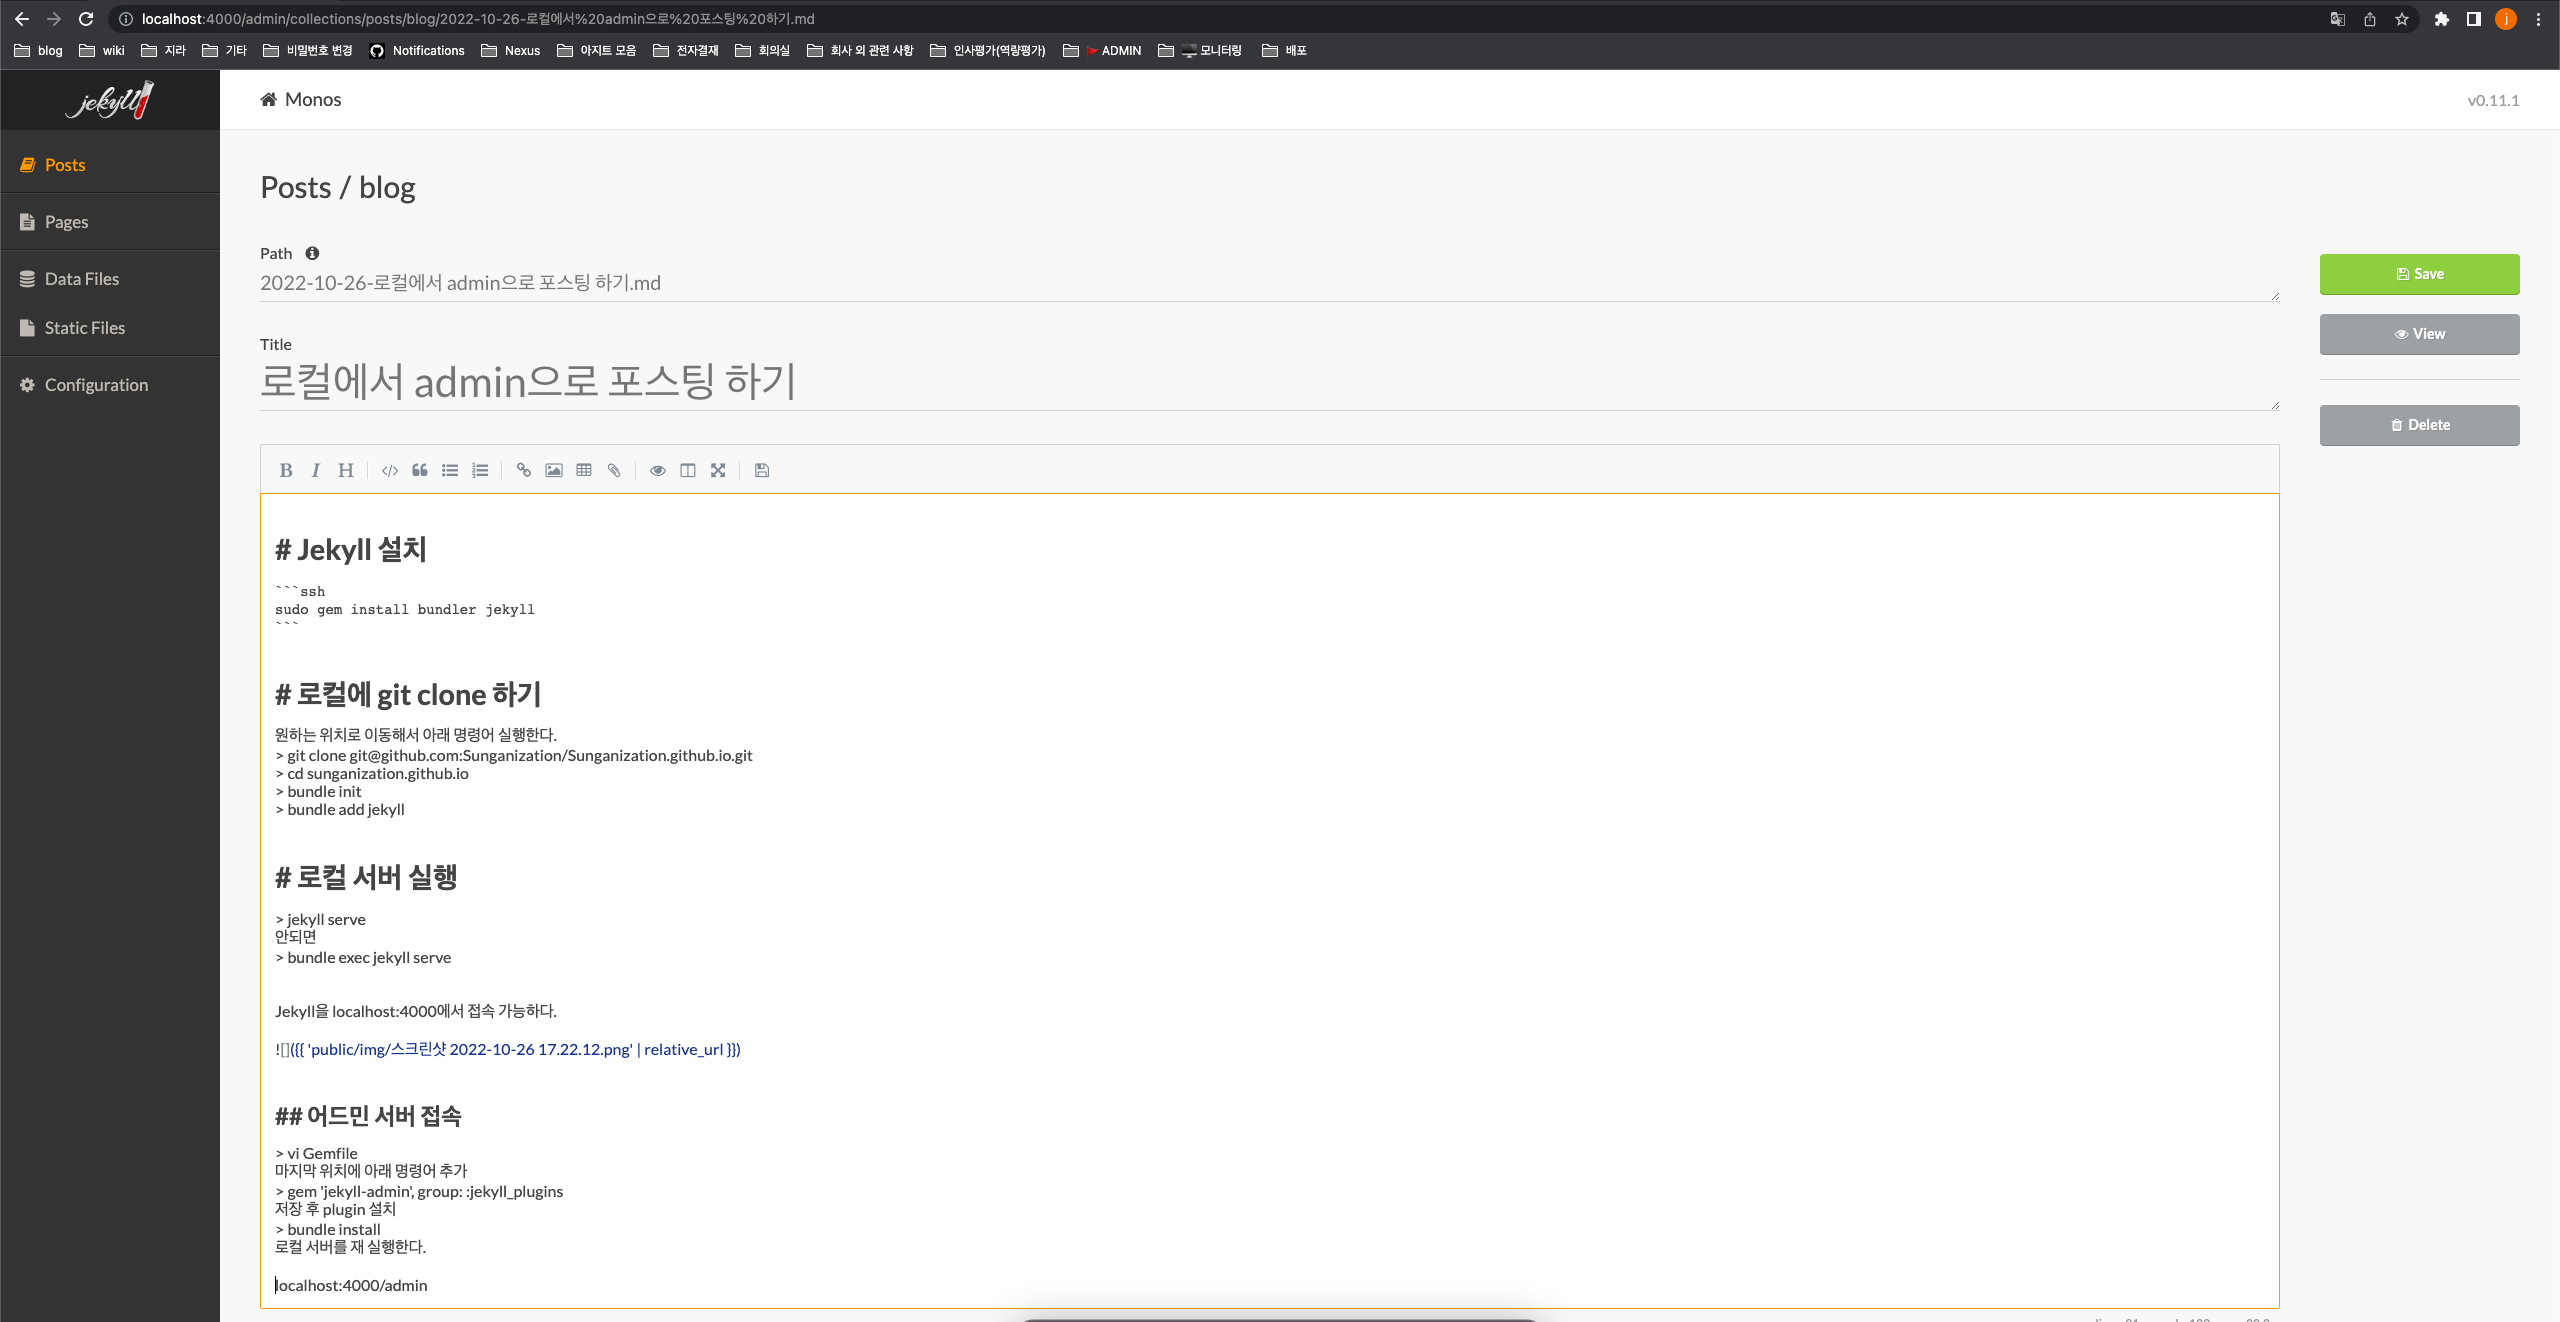 localhost:4000/admin/collections/posts/blog/2022-10-26-로컬에서%20admin으로%20포스팅%20하기.md
j
blog wiki 지라 기타 비밀번호 변경 Notifications Nexus 아지트 모음 전자결재 회의실 회사 외 관련 사항 인사평가(역량평가) ADMIN 모니터링 배포
jekyll
Monos
v0.11.1
Posts
Pages
Data Files
Static Files
Configuration
Posts / blog
Path
2022-10-26-로컬에서 admin으로 포스팅 하기.md
Title
로컬에서 admin으로 포스팅 하기
Save
View
Delete
B I H
# Jekyll 설치
```ssh
sudo gem install bundler jekyll
```
# 로컬에 git clone 하기
원하는 위치로 이동해서 아래 명령어 실행한다.
> git clone git@github.com:Sunganization/Sunganization.github.io.git
> cd sunganization.github.io
> bundle init
> bundle add jekyll
# 로컬 서버 실행
> jekyll serve
안되면
> bundle exec jekyll serve
Jekyll을 localhost:4000에서 접속 가능하다.
![]({{ 'public/img/스크린샷 2022-10-26 17.22.12.png' | relative_url }})
## 어드민 서버 접속
> vi Gemfile
마지막 위치에 아래 명령어 추가
> gem 'jekyll-admin', group: :jekyll_plugins
저장 후 plugin 설치
> bundle install
로컬 서버를 재 실행한다.
localhost:4000/admin